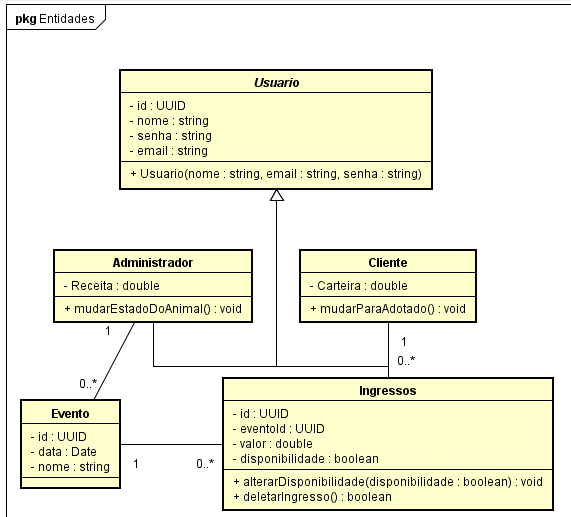 pkg Entidades
Usuario
- id : UUID
- nome : string
- senha : string
- email : string
+ Usuario(nome : string, email : string, senha : string)
Administrador
- Receita : double
+ mudarEstadoDoAnimal() : void
Cliente
- Carteira : double
+ mudarParaAdotado() : void
1
0..*
1
0..*
Evento
- id : UUID
- data : Date
- nome : string
1
0..*
Ingressos
- id : UUID
- eventoId : UUID
- valor : double
- disponibilidade : boolean
+ alterarDisponibilidade(disponibilidade : boolean) : void
+ deletarIngresso() : boolean